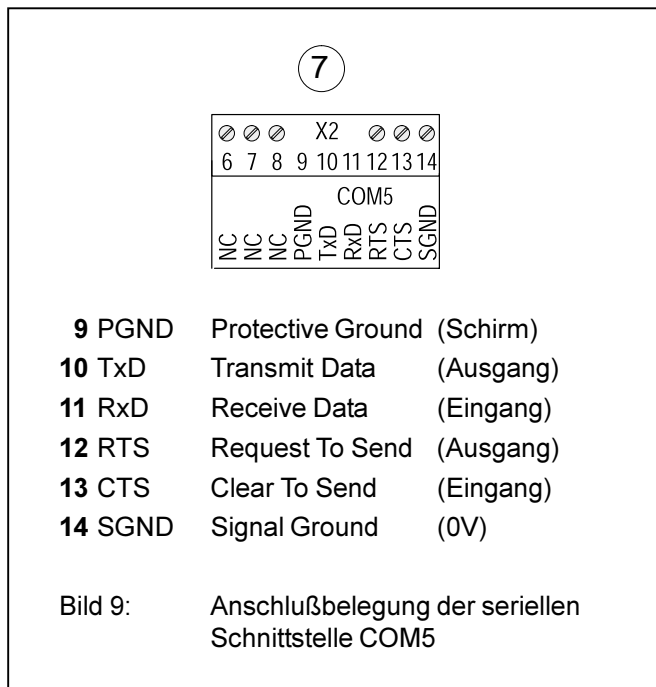 7
X2
6 7 8 9 10 11 12 13 14
COM5
NC NC NC PGND TxD RxD RTS CTS SGND
9 PGND Protective Ground (Schirm)
10 TxD Transmit Data (Ausgang)
11 RxD Receive Data (Eingang)
12 RTS Request To Send (Ausgang)
13 CTS Clear To Send (Eingang)
14 SGND Signal Ground (0V)
Bild 9: Anschlußbelegung der seriellen
Schnittstelle COM5